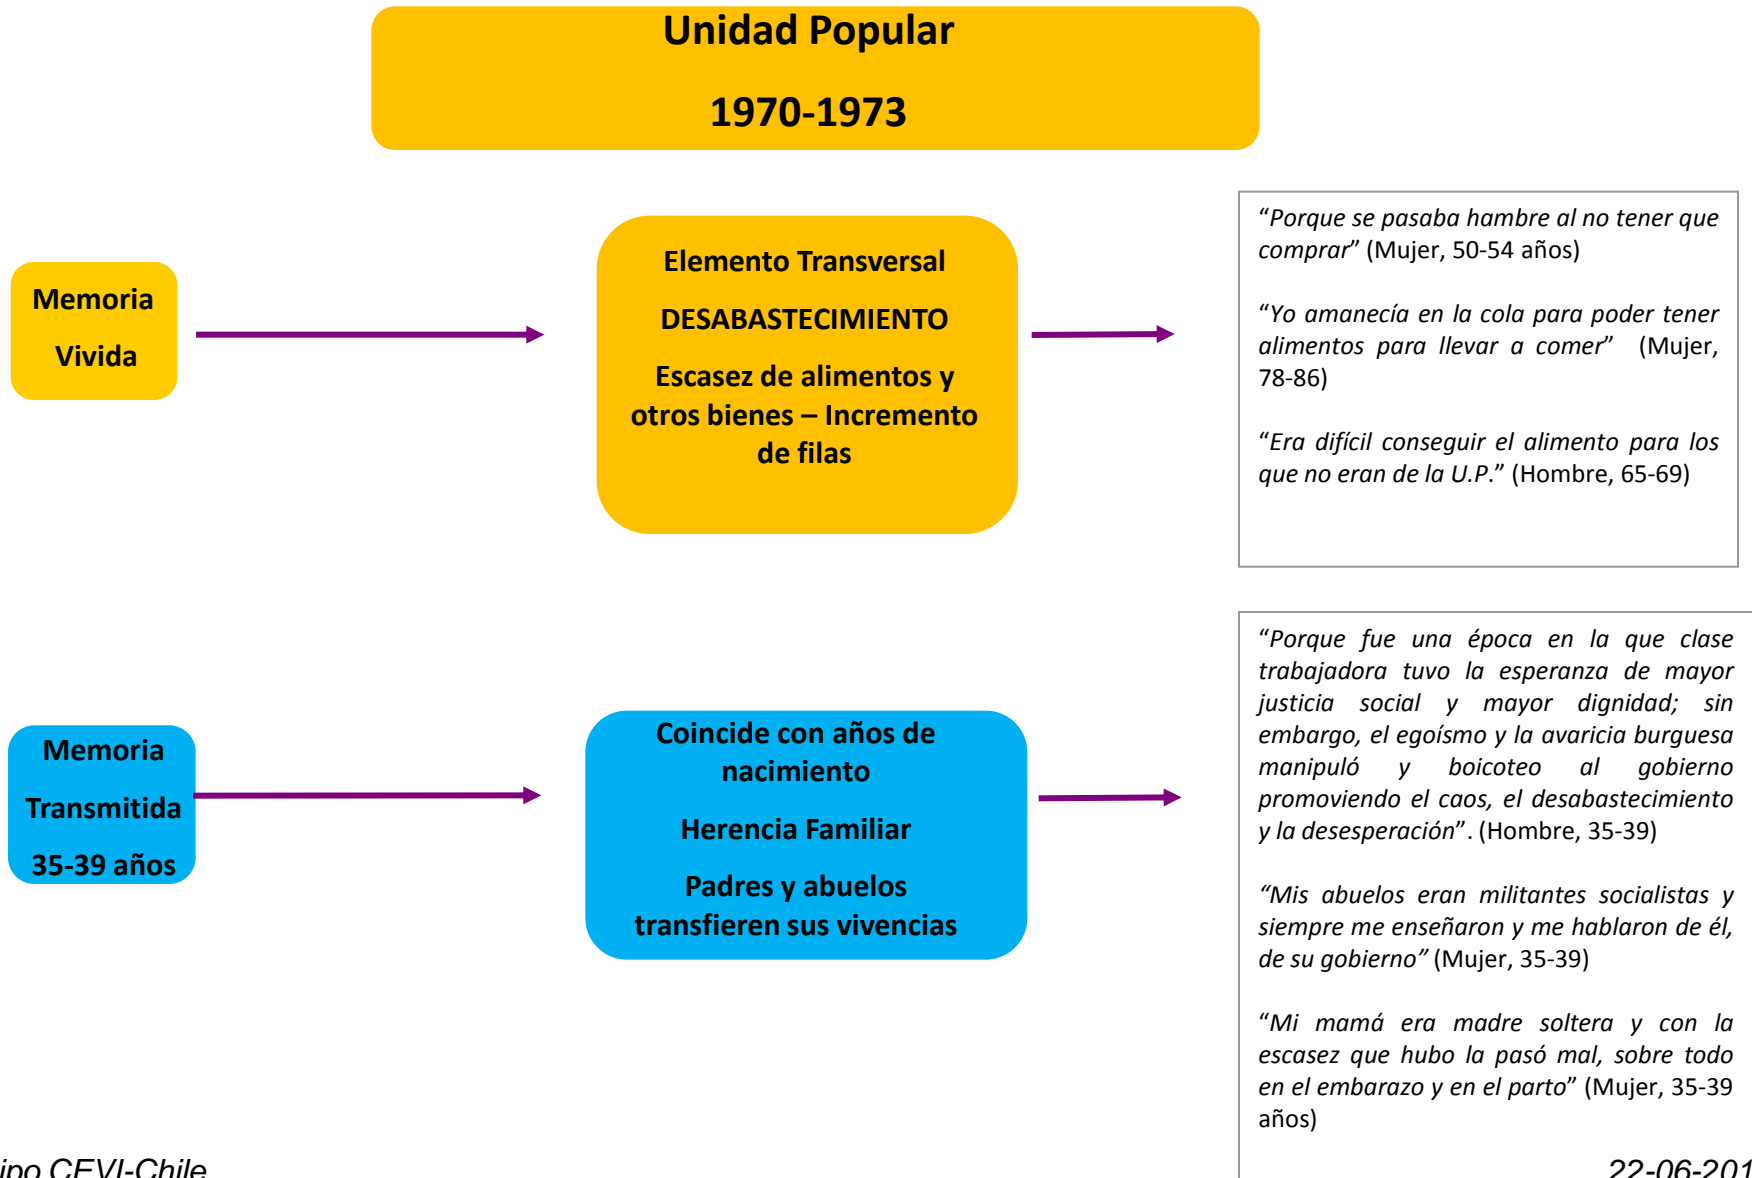 Unidad Popular
1970-1973
Memoria
Vivida
Elemento Transversal
DESABASTECIMIENTO
Escasez de alimentos y
otros bienes – Incremento
de filas
“Porque se pasaba hambre al no tener que
comprar” (Mujer, 50-54 años)
“Yo amanecía en la cola para poder tener
alimentos para llevar a comer” (Mujer,
78-86)
“Era difícil conseguir el alimento para los
que no eran de la U.P.” (Hombre, 65-69)
Memoria
Transmitida
35-39 años
Coincide con años de
nacimiento
Herencia Familiar
Padres y abuelos
transfieren sus vivencias
“Porque fue una época en la que clase
trabajadora tuvo la esperanza de mayor
justicia social y mayor dignidad; sin
embargo, el egoísmo y la avaricia burguesa
manipuló y boicoteo al gobierno
promoviendo el caos, el desabastecimiento
y la desesperación”. (Hombre, 35-39)
“Mis abuelos eran militantes socialistas y
siempre me enseñaron y me hablaron de él,
de su gobierno” (Mujer, 35-39)
“Mi mamá era madre soltera y con la
escasez que hubo la pasó mal, sobre todo
en el embarazo y en el parto” (Mujer, 35-39
años)
ipo CEVI-Chile
22-06-201